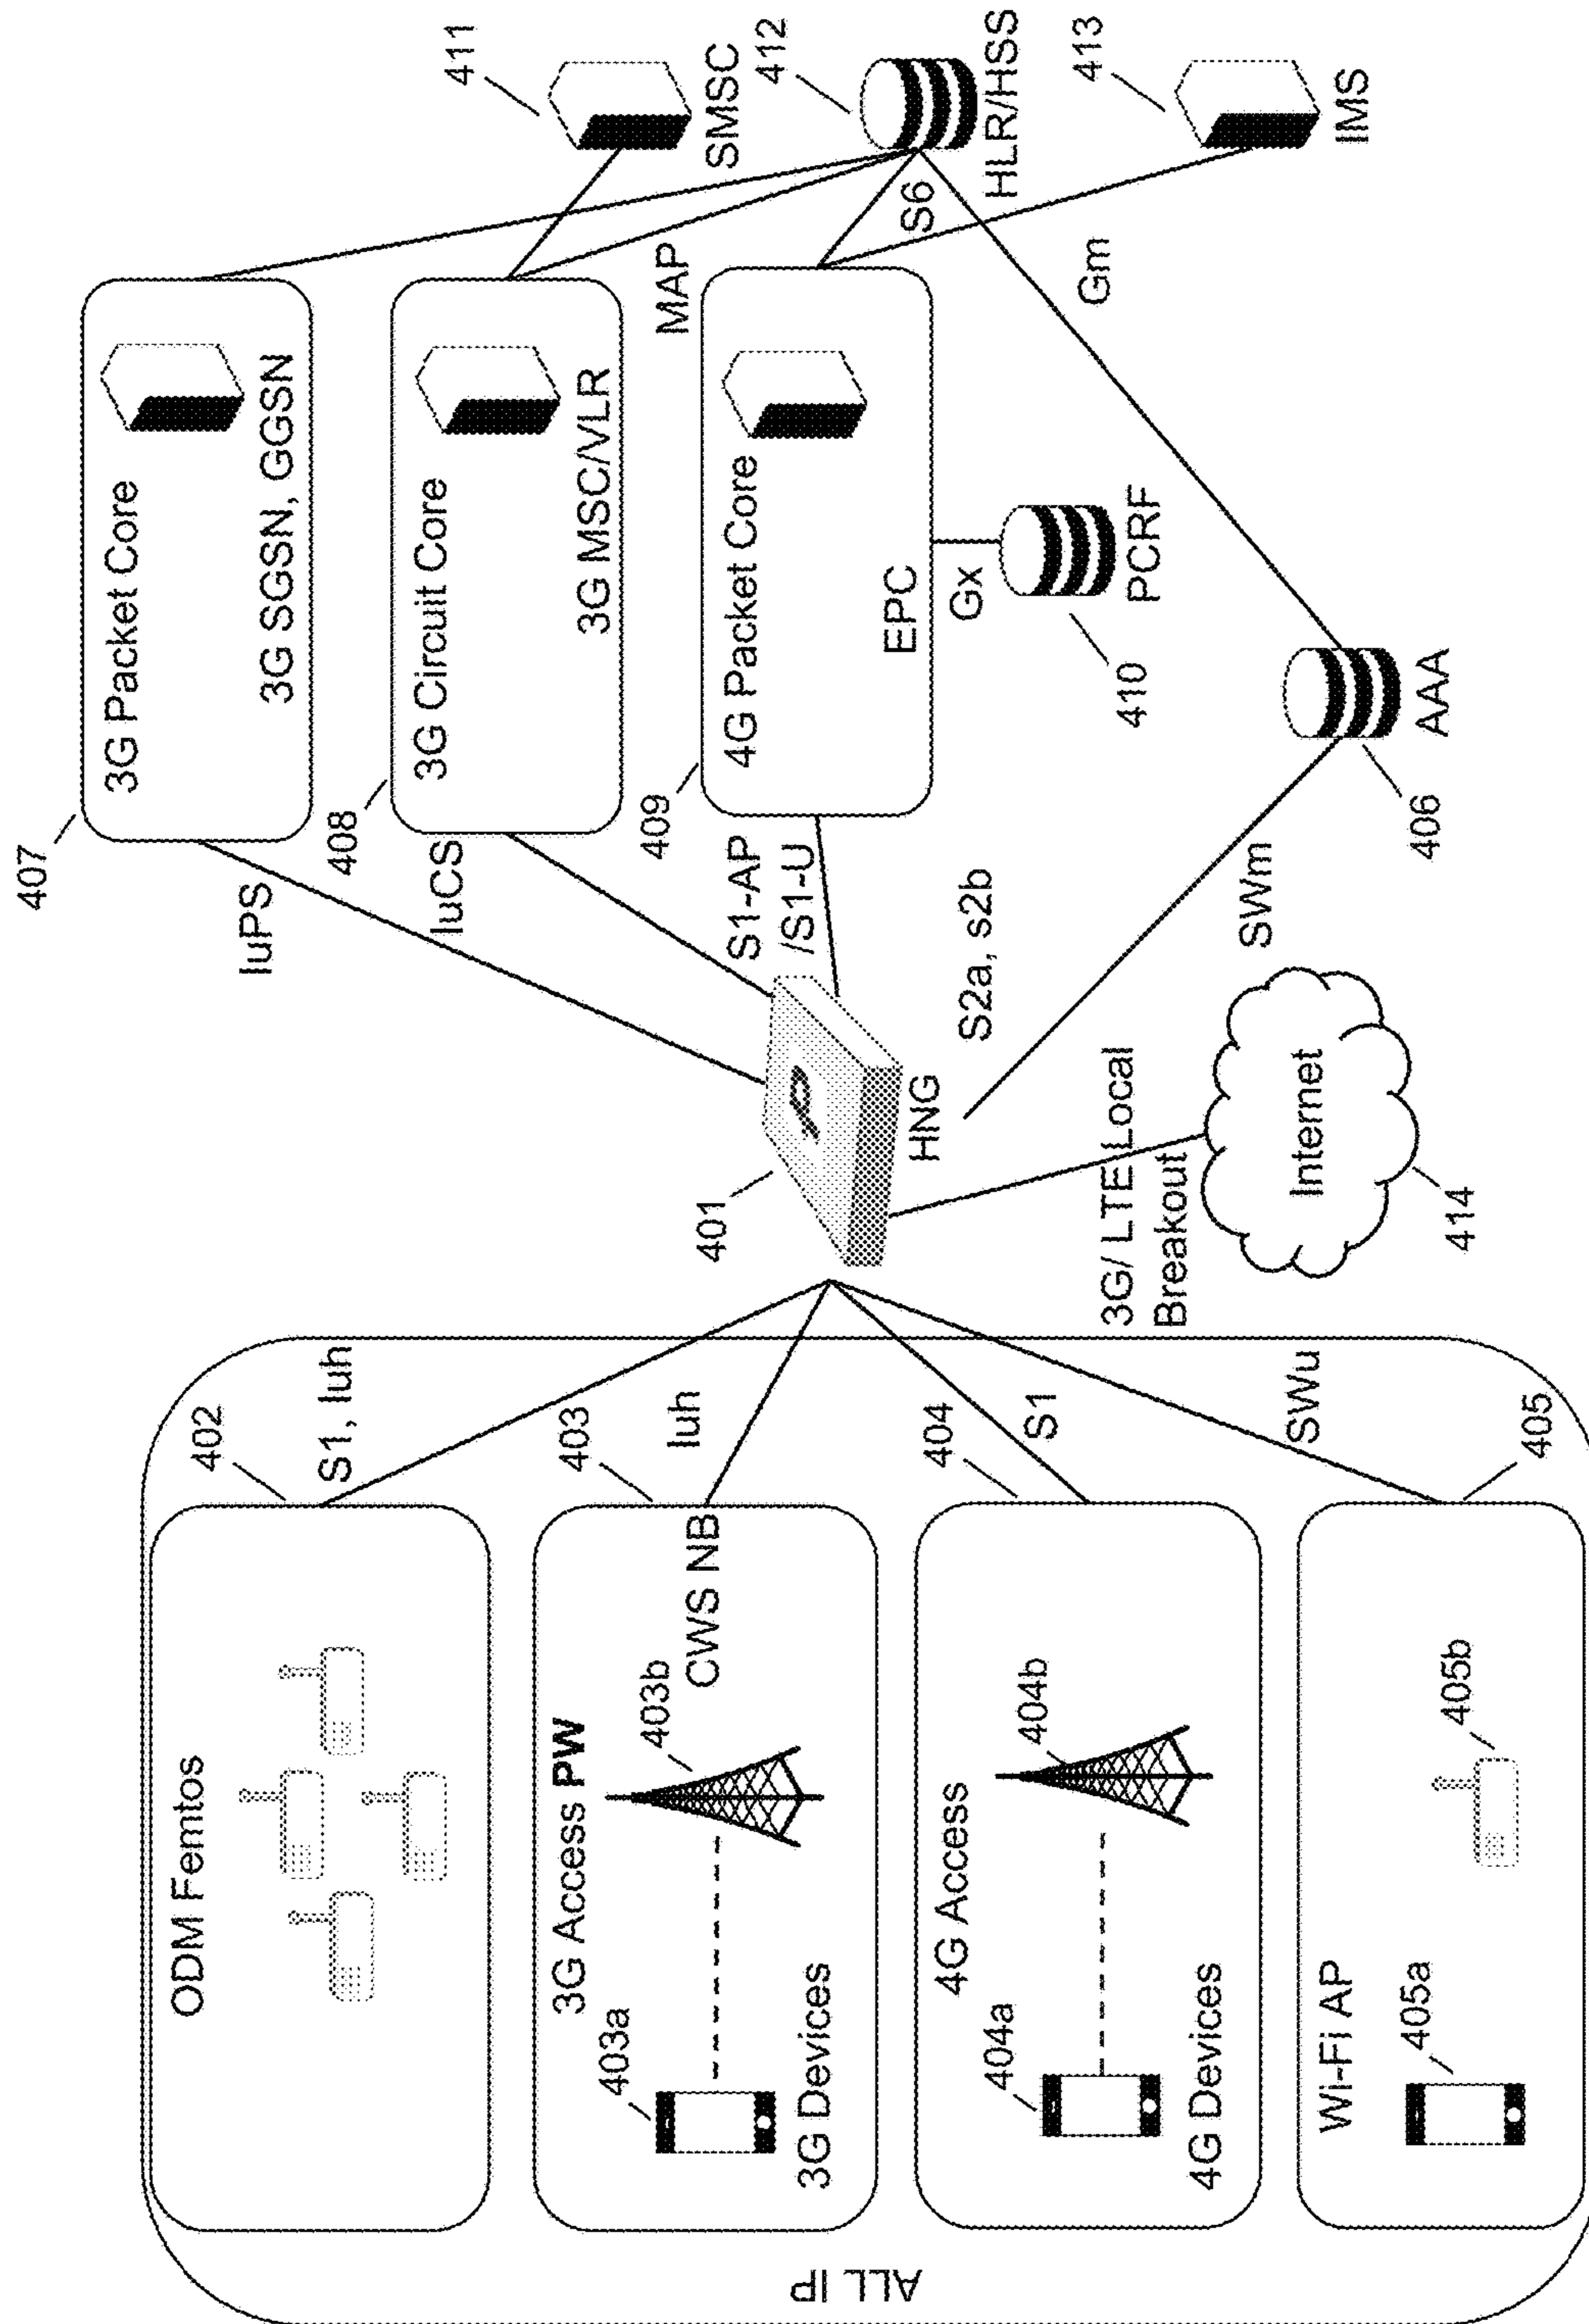 ALL IP
ODM Femtos
402
S1, Iuh
3G Access PW
403a
403b
3G Devices
CWS NB
403
Iuh
4G Access
404a
404b
4G Devices
404
S1
Wi-Fi AP
405a
405b
405
SWu
401
HNG
3G/ LTE Local
Breakout
Internet
414
IuPS
IuCS
S1-AP
/S1-U
S2a, s2b
SWm
407
3G Packet Core
3G SGSN, GGSN
408
3G Circuit Core
3G MSC/VLR
409
4G Packet Core
EPC
Gx
410
PCRF
406
AAA
MAP
S6
Gm
411
SMSC
412
HLR/HSS
413
IMS